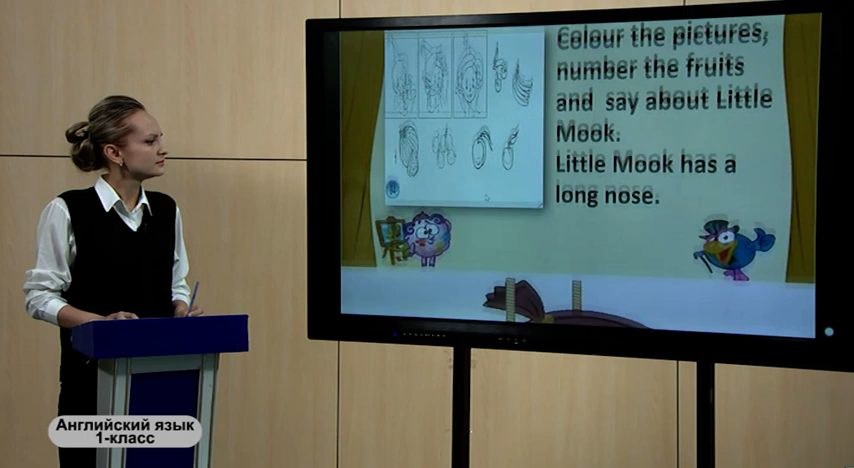 Colour the pictures,
number the fruits
and say about Little
Mook.
Little Mook has a
long nose.
Английский язык
1-класс